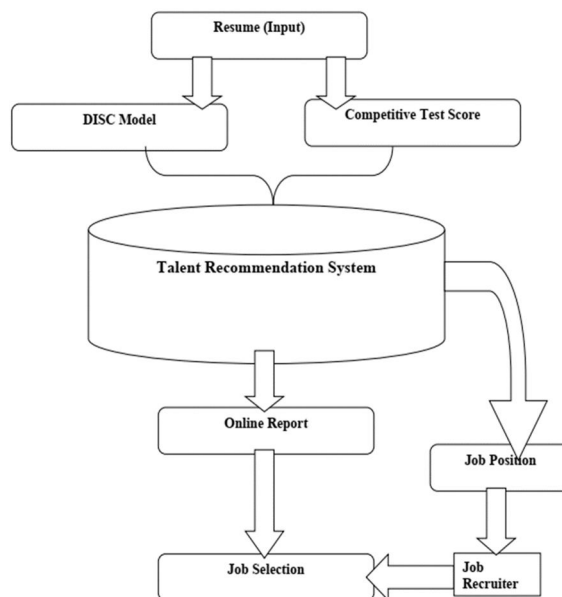 Resume (Input)
DISC Model
Competitive Test Score
Talent Recommendation System
Online Report
Job Position
Job Selection
Job
Recruiter